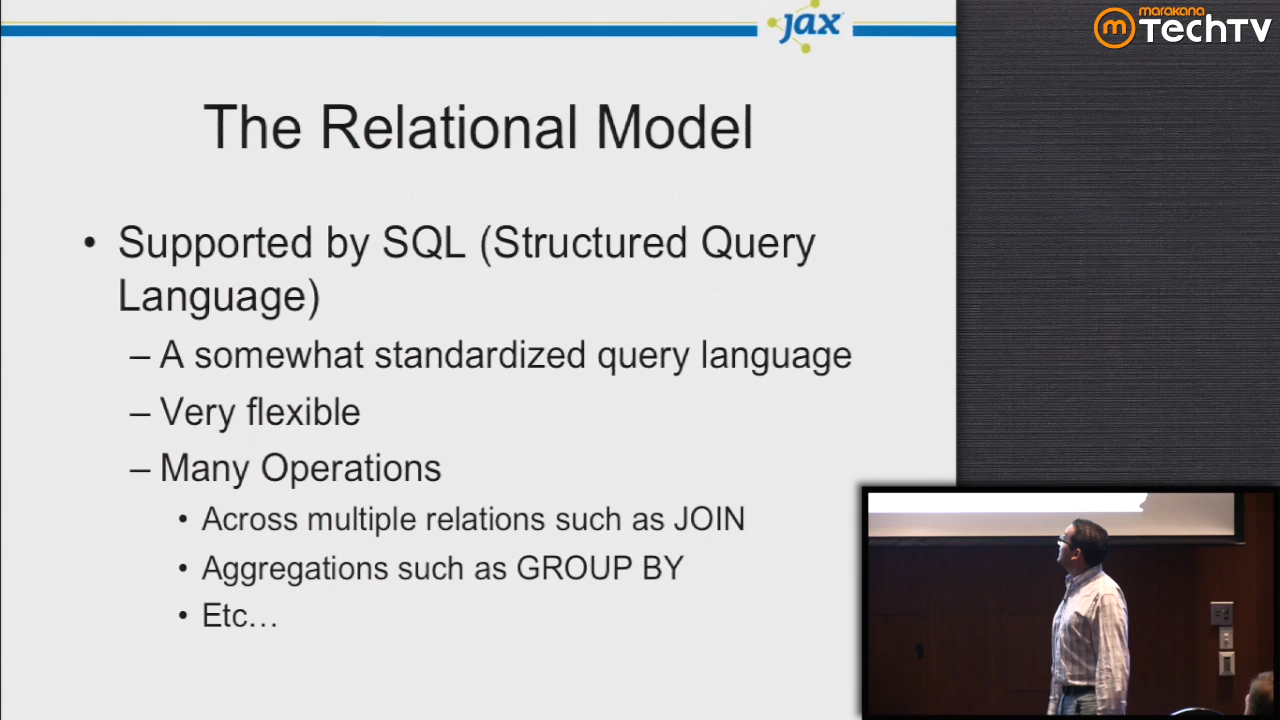 jax
marakana
m TechTV
The Relational Model
• Supported by SQL (Structured Query
Language)
– A somewhat standardized query language
– Very flexible
– Many Operations
• Across multiple relations such as JOIN
• Aggregations such as GROUP BY
• Etc…